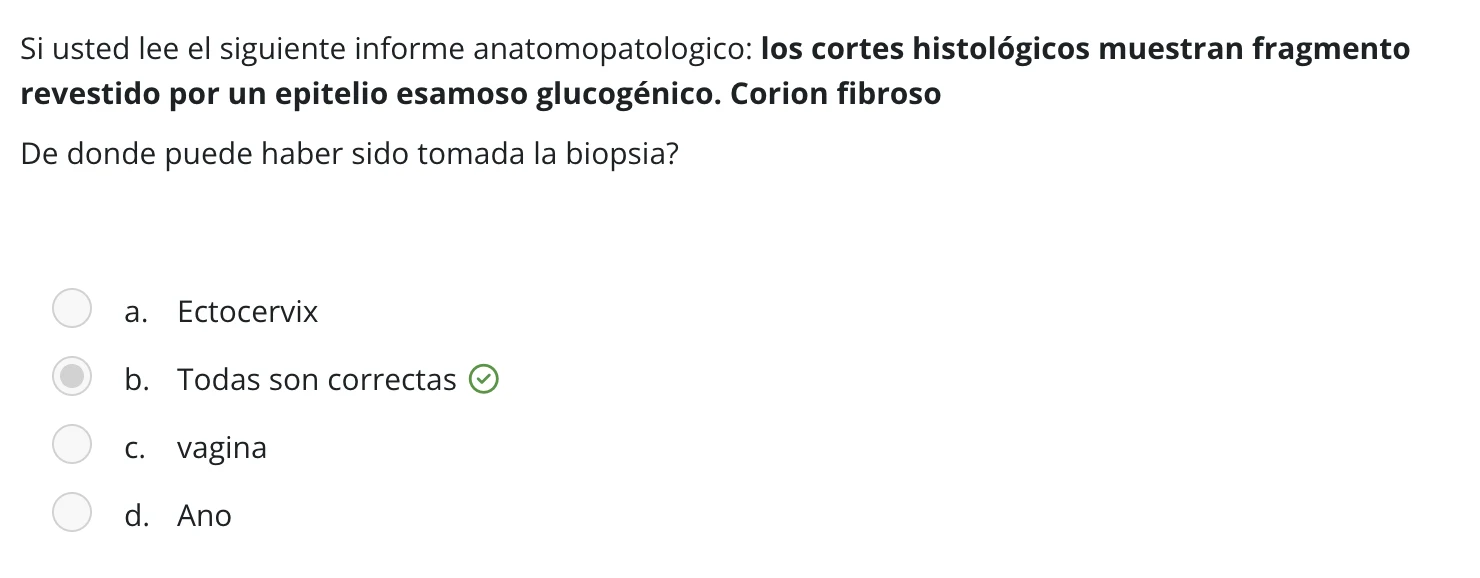 Si usted lee el siguiente informe anatomopatologico: los cortes histológicos muestran fragmento
revestido por un epitelio esamoso glucogénico. Corion fibroso
De donde puede haber sido tomada la biopsia?
a. Ectocervix
b. Todas son correctas
c. vagina
d. Ano